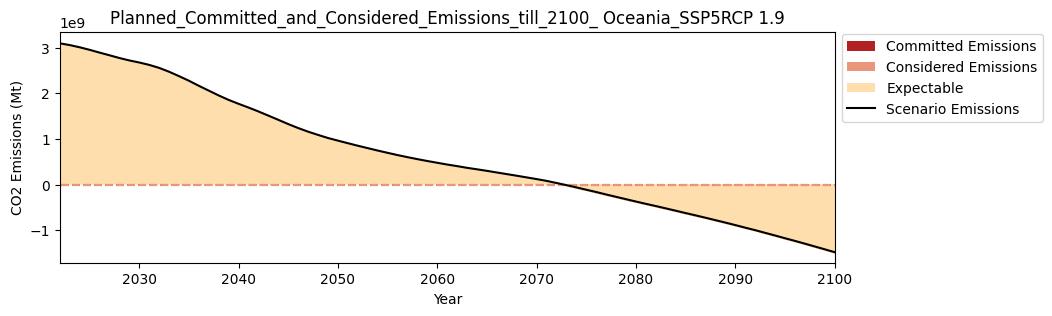 Planned_Committed_and_Considered_Emissions_till_2100_ Oceania_SSP5RCP 1.9
1e9
3
2
1
0
−1
CO2 Emissions (Mt)
2030 2040 2050 2060 2070 2080 2090 2100
Year
Committed Emissions
Considered Emissions
Expectable
Scenario Emissions